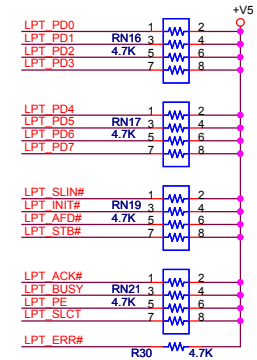 +V5
LPT_PD0 1 2
LPT_PD1 RN16 3 4
LPT_PD2 4.7K 5 6
LPT_PD3 7 8
LPT_PD4 1 2
LPT_PD5 RN17 3 4
LPT_PD6 4.7K 5 6
LPT_PD7 7 8
LPT_SLIN# 1 2
LPT_INIT# RN19 3 4
LPT_AFD# 4.7K 5 6
LPT_STB# 7 8
LPT_ACK# 1 2
LPT_BUSY RN21 3 4
LPT_PE 4.7K 5 6
LPT_SLCT 7 8
LPT_ERR#
R30 4.7K